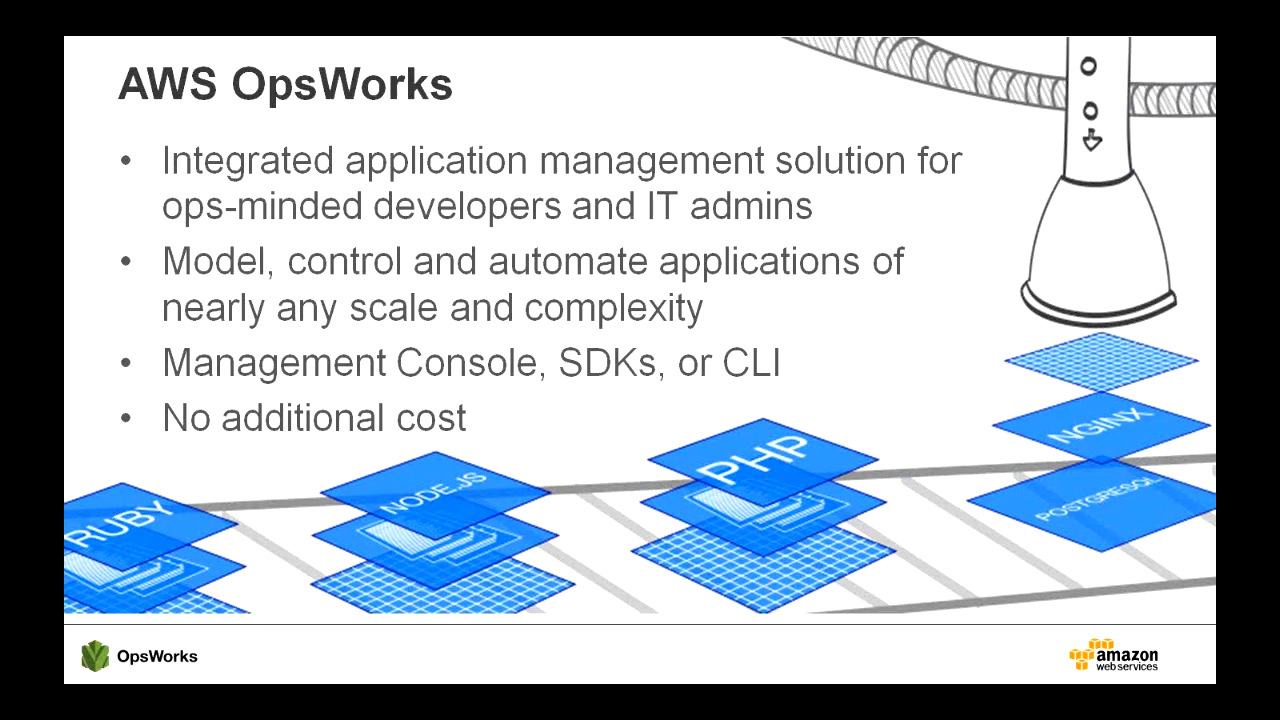 AWS OpsWorks
• Integrated application management solution for
ops-minded developers and IT admins
• Model, control and automate applications of
nearly any scale and complexity
• Management Console, SDKs, or CLI
• No additional cost
NGINX
POSTGRESQL
PHP
NODE.JS
RUBY
OpsWorks
amazon
web services